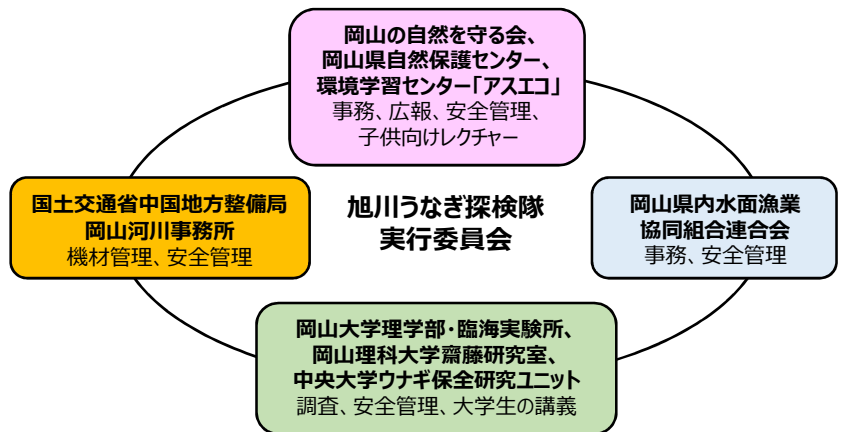 岡山の自然を守る会、
岡山県自然保護センター、
環境学習センター「アスエコ」
事務、広報、安全管理、
子供向けレクチャー
国土交通省中国地方整備局
岡山河川事務所
機材管理、安全管理
旭川うなぎ探検隊
実行委員会
岡山県内水面漁業
協同組合連合会
事務、安全管理
岡山大学理学部・臨海実験所、
岡山理科大学齋藤研究室、
中央大学ウナギ保全研究ユニット
調査、安全管理、大学生の講義